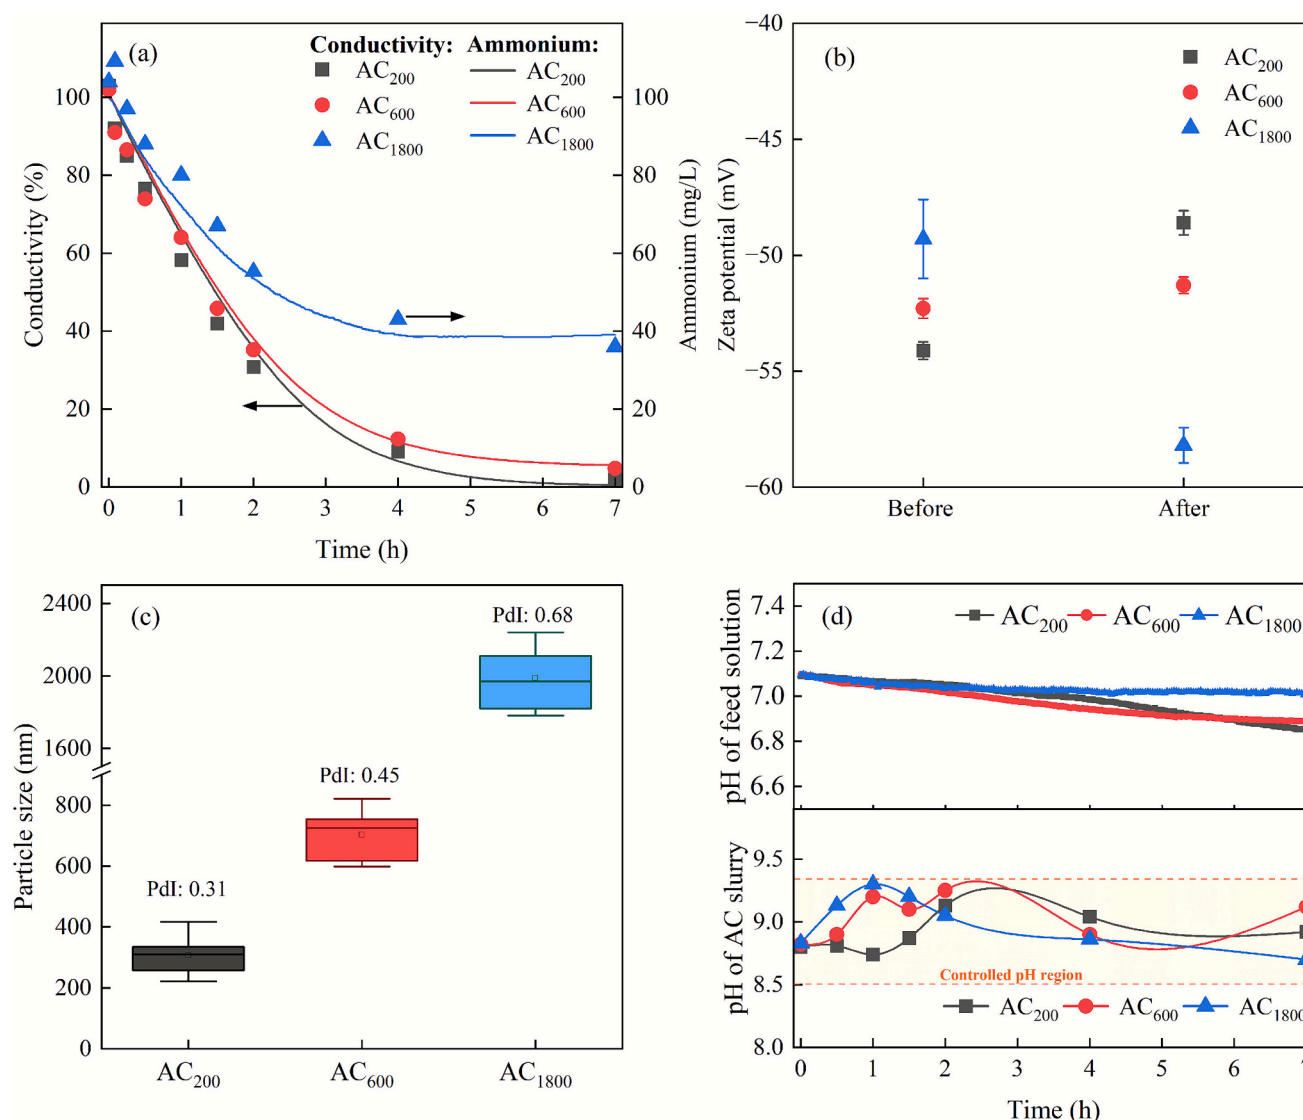 (a)
Conductivity: Ammonium:
AC200 AC200
AC600 AC600
AC1800 AC1800
Conductivity (%)
100
80
60
40
20
0
Ammonium (mg/L)
100
80
60
40
20
0
0 1 2 3 4 5 6 7
Time (h)
(b)
AC200
AC600
AC1800
Zeta potential (mV)
−40
−45
−50
−55
−60
Before After
(c)
Particle size (nm)
2400
2000
1600
800
600
400
200
0
PdI: 0.68
PdI: 0.45
PdI: 0.31
AC200 AC600 AC1800
(d)
AC200 AC600 AC1800
pH of feed solution
7.4
7.2
7.0
6.8
6.6
pH of AC slurry
9.5
9.0
8.5
8.0
Controlled pH region
AC200 AC600 AC1800
0 1 2 3 4 5 6
Time (h)